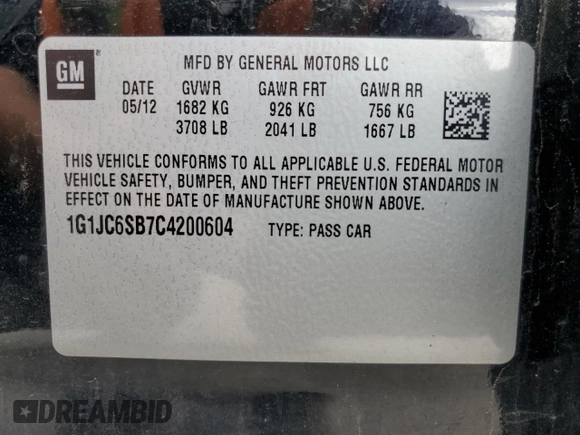 GM ®
MFD BY GENERAL MOTORS LLC
DATE GVWR GAWR FRT GAWR RR
05/12 1682 KG 926 KG 756 KG
3708 LB 2041 LB 1667 LB
THIS VEHICLE CONFORMS TO ALL APPLICABLE U.S. FEDERAL MOTOR
VEHICLE SAFETY, BUMPER, AND THEFT PREVENTION STANDARDS IN
EFFECT ON THE DATE OF MANUFACTURE SHOWN ABOVE.
1G1JC6SB7C4200604 TYPE: PASS CAR
DREAMBID